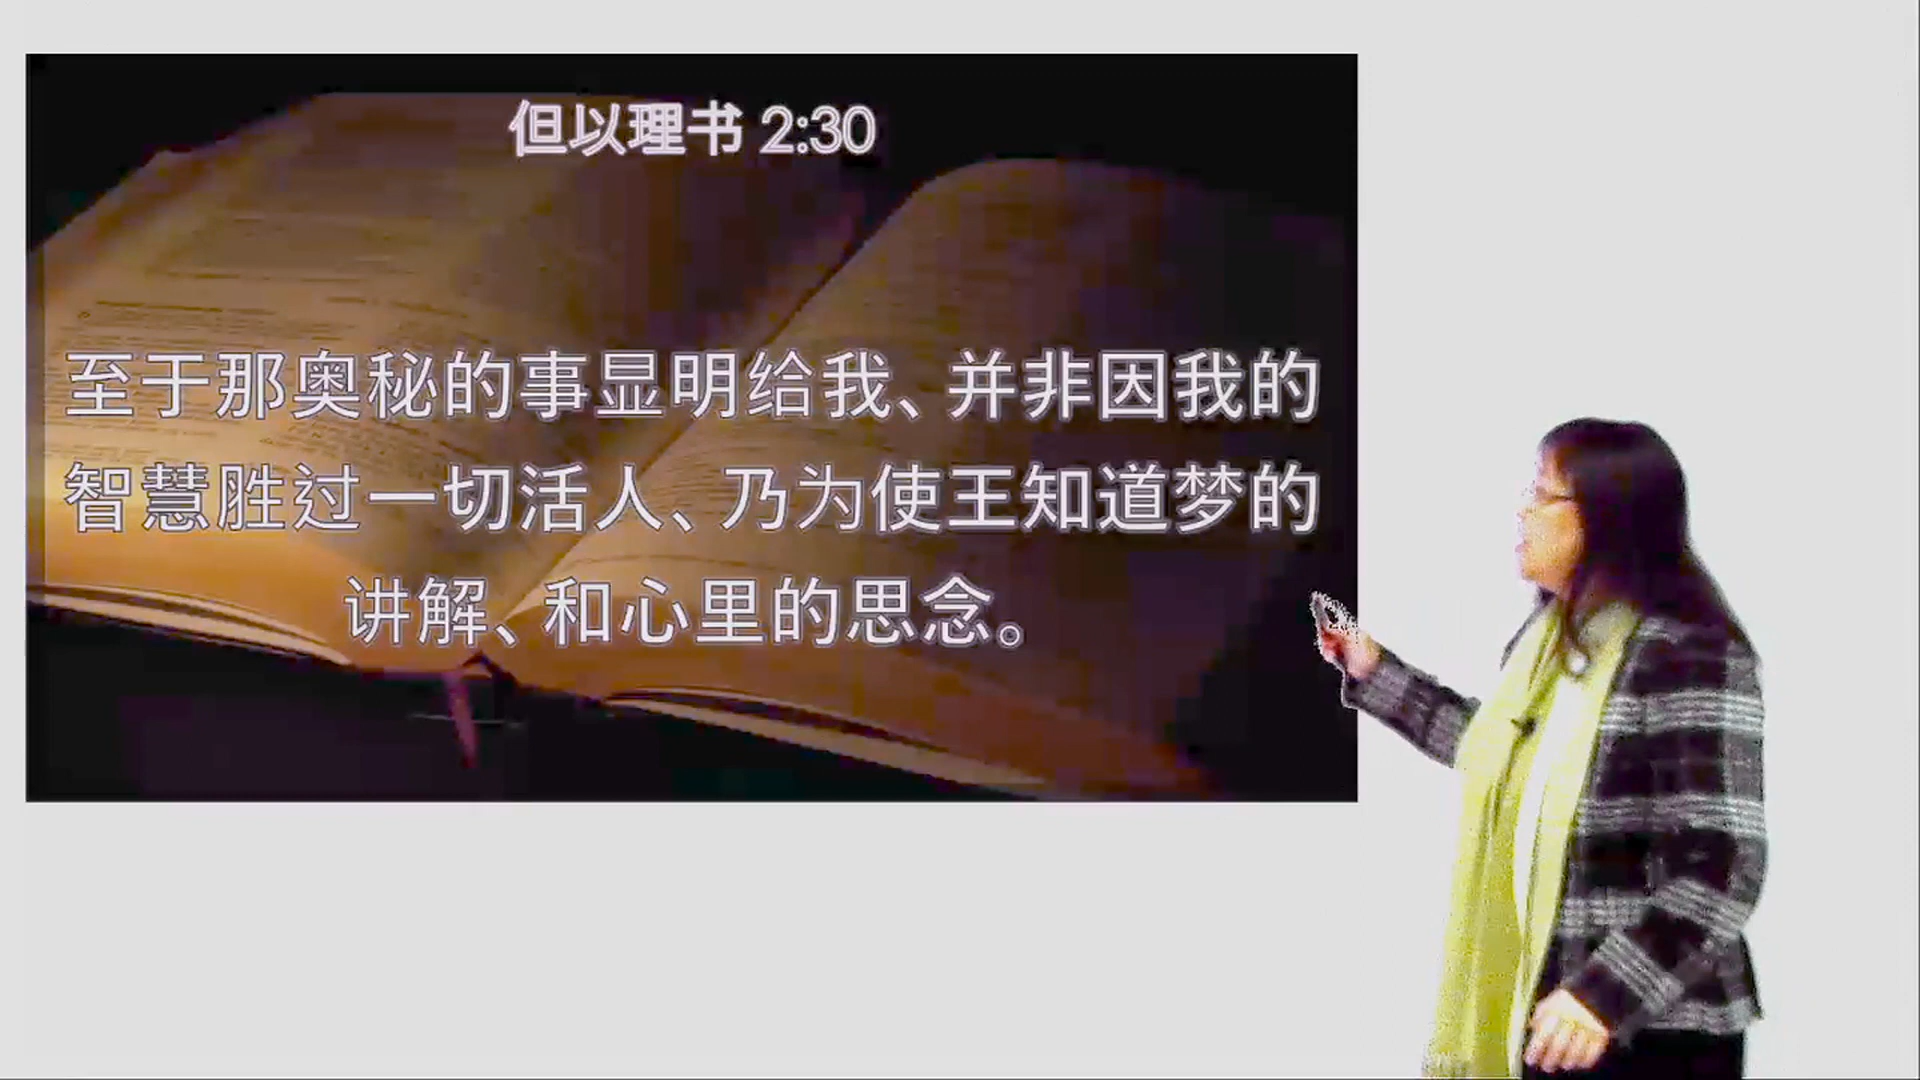 但以理书 2:30
至于那奥秘的事显明给我、并非因我的
智慧胜过一切活人、乃为使王知道梦的
讲解、和心里的思念。